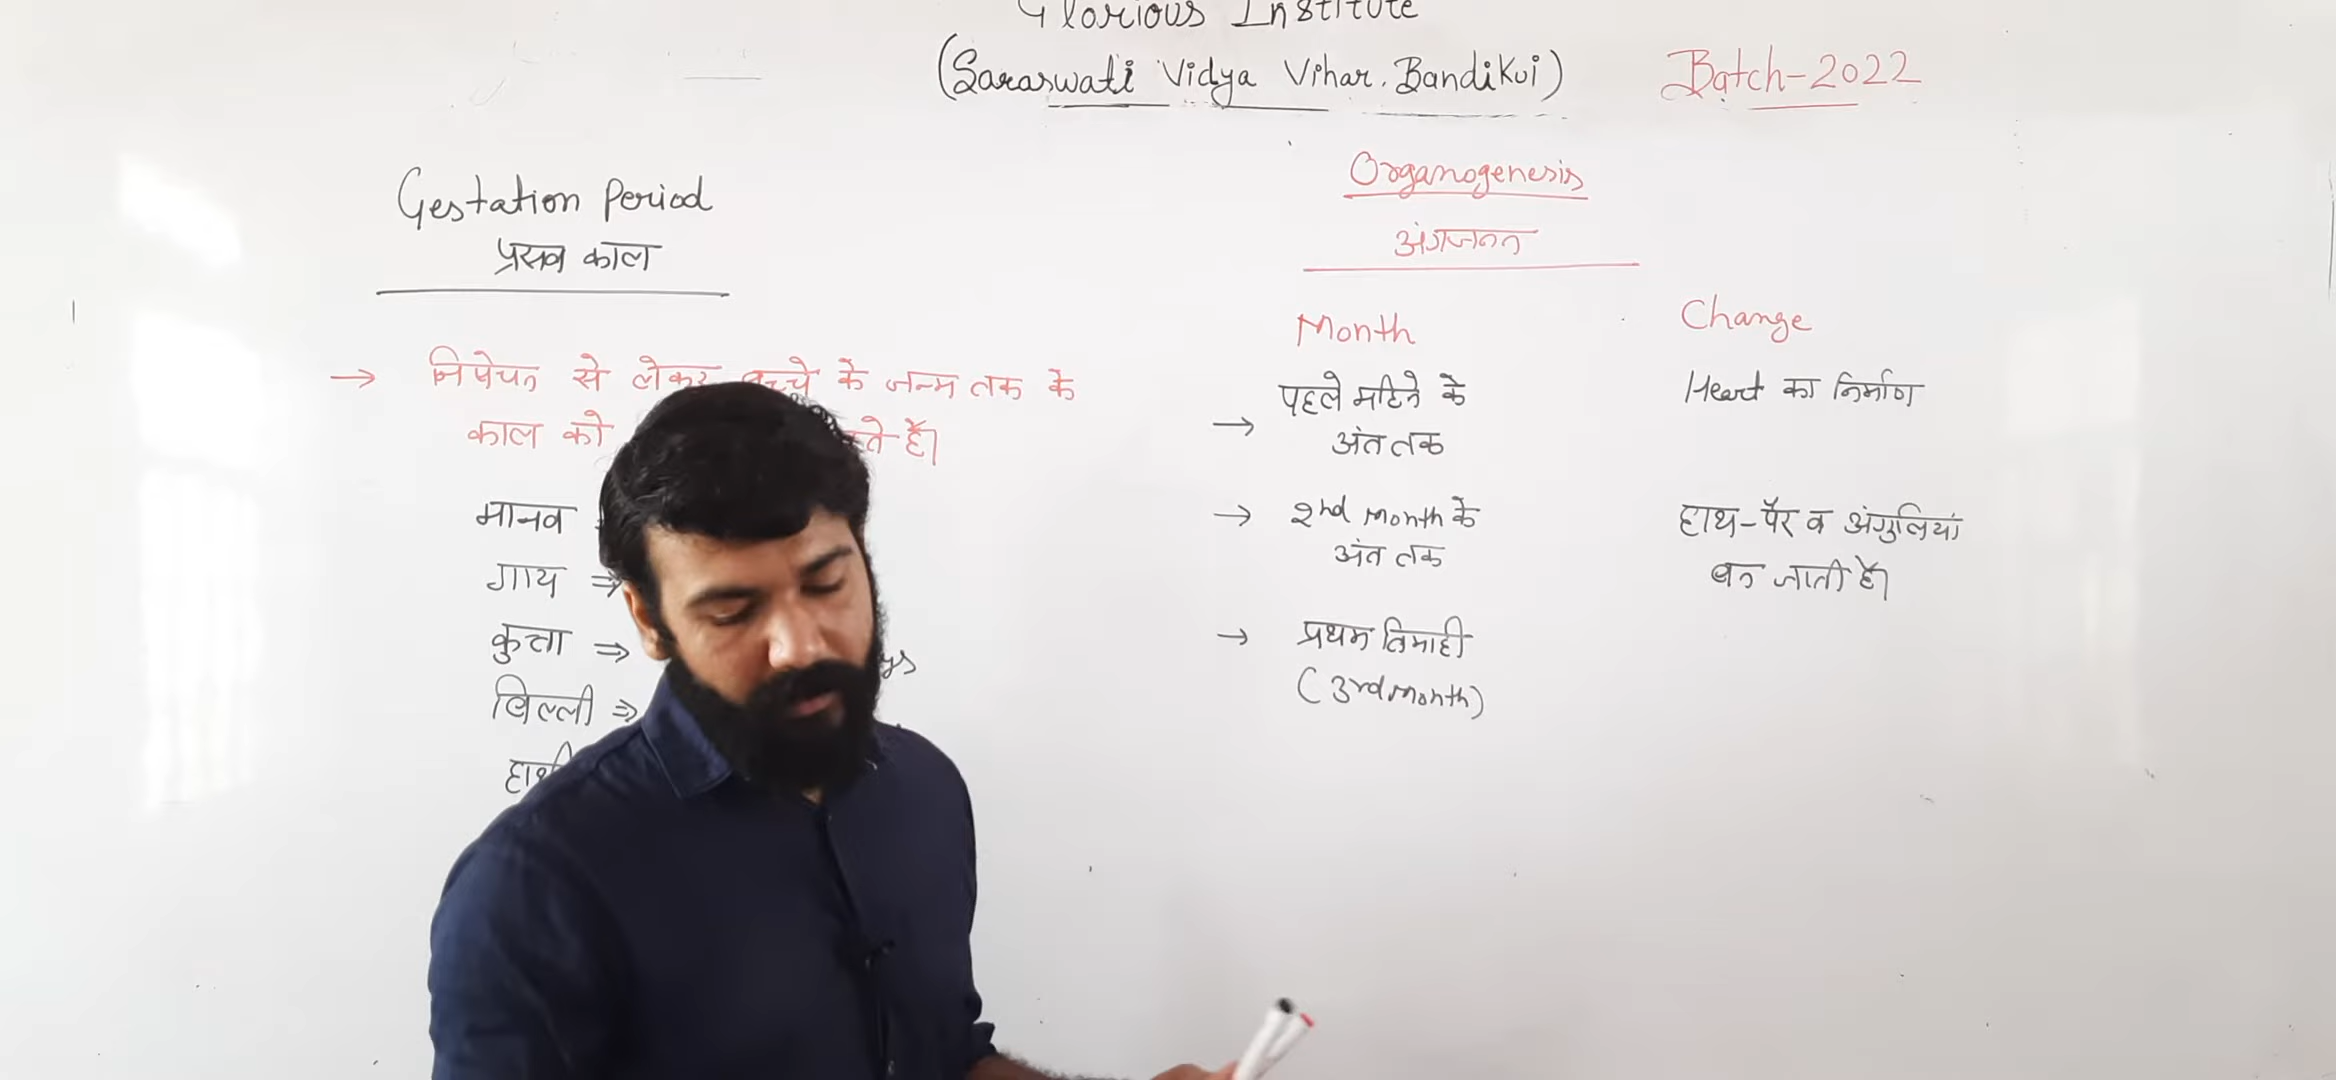 Glorious Institute
(Saraswati Vidya Vihar. Bandikui) Batch-2022
Gestation Period
प्रसव काल
→ निषेचन से लेकर बच्चे के जन्म तक के
काल को हैं।
मानव
गाय ⇒
कुत्ता ⇒
बिल्ली ⇒
Organogenesis
अंगजनन
Month Change
→ पहले महिने के Heart का निर्माण
अंत तक
→ 2nd Month के हाथ-पैर व अंगुलियां
अंत तक बन जाती है।
→ प्रथम तिमाही
(3rd Month)